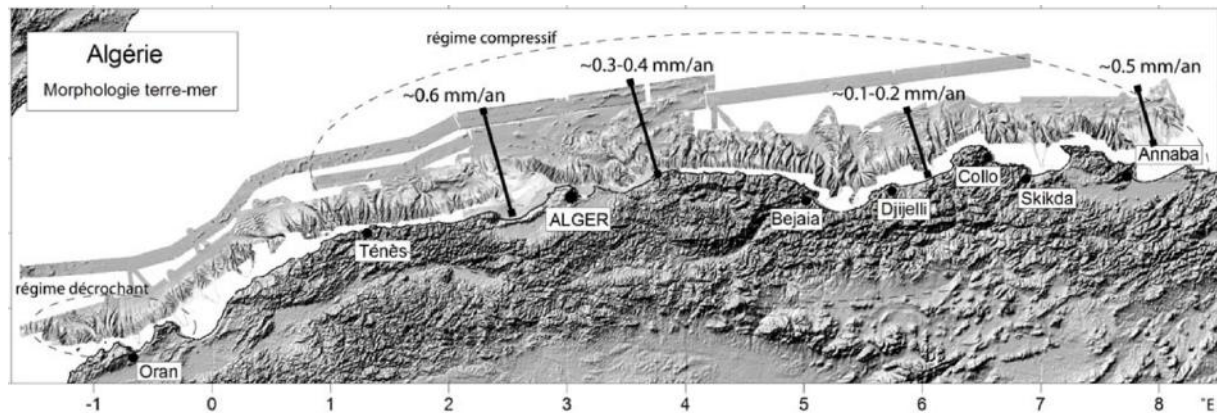 Algérie
Morphologie terre-mer
régime compressif
~0.6 mm/an
~0.3-0.4 mm/an
~0.1-0.2 mm/an
~0.5 mm/an
Annaba
Collo
Skikda
Djijelli
Bejaia
ALGER
Ténès
régime décrochant
Oran
-1 0 1 2 3 4 5 6 7 8 °E